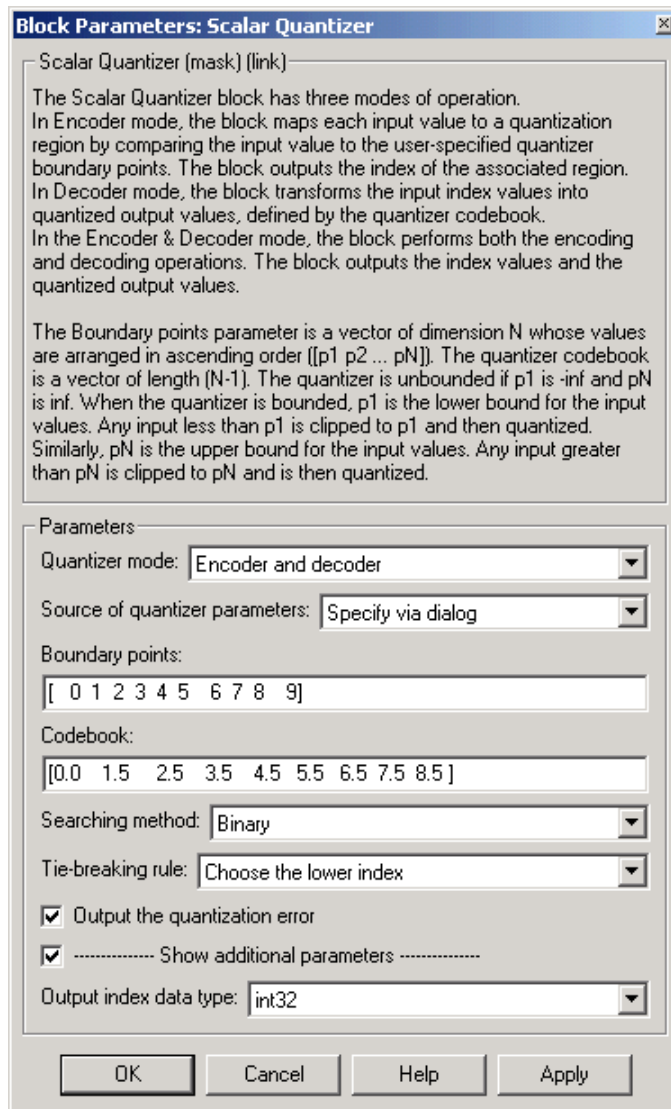 Block Parameters: Scalar Quantizer
Scalar Quantizer (mask) (link)
The Scalar Quantizer block has three modes of operation.
In Encoder mode, the block maps each input value to a quantization
region by comparing the input value to the user-specified quantizer
boundary points. The block outputs the index of the associated region.
In Decoder mode, the block transforms the input index values into
quantized output values, defined by the quantizer codebook.
In the Encoder & Decoder mode, the block performs both the encoding
and decoding operations. The block outputs the index values and the
quantized output values.
The Boundary points parameter is a vector of dimension N whose values
are arranged in ascending order ([p1 p2 ... pN]). The quantizer codebook
is a vector of length (N-1). The quantizer is unbounded if p1 is -inf and pN
is inf. When the quantizer is bounded, p1 is the lower bound for the input
values. Any input less than p1 is clipped to p1 and then quantized.
Similarly, pN is the upper bound for the input values. Any input greater
than pN is clipped to pN and is then quantized.
Parameters
Quantizer mode: Encoder and decoder
Source of quantizer parameters: Specify via dialog
Boundary points:
[ 0 1 2 3 4 5 6 7 8 9]
Codebook:
[0.0 1.5 2.5 3.5 4.5 5.5 6.5 7.5 8.5 ]
Searching method: Binary
Tie-breaking rule: Choose the lower index
Output the quantization error
--------------- Show additional parameters ---------------
Output index data type: int32
OK Cancel Help Apply